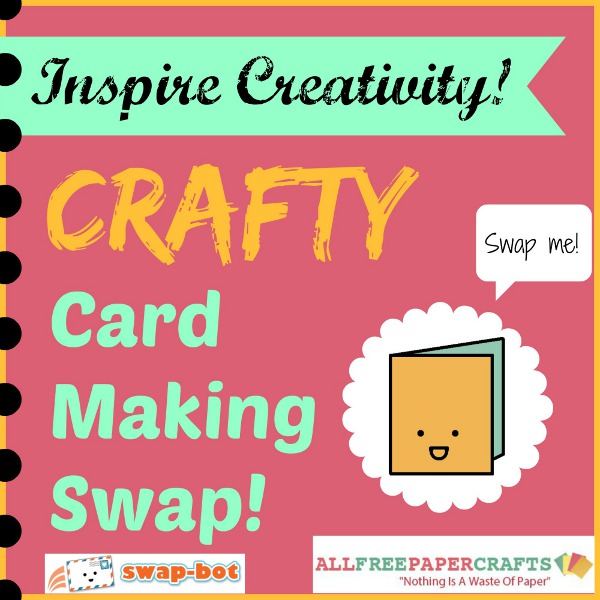 Inspire Creativity!
CRAFTY
Swap me!
Card
Making
Swap!
swap-bot
ALLFREEPAPERCRAFTS
"Nothing Is A Waste Of Paper"